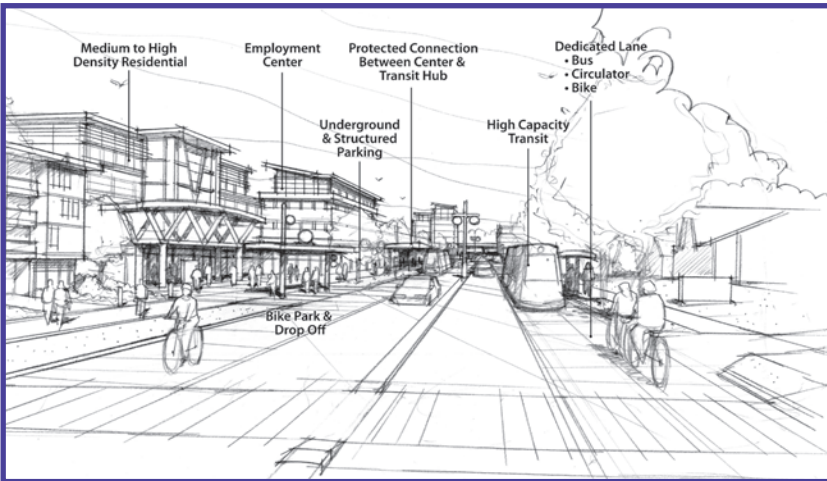 Medium to High
Density Residential
Employment
Center
Protected Connection
Between Center &
Transit Hub
Dedicated Lane
• Bus
• Circulator
• Bike
Underground
& Structured
Parking
High Capacity
Transit
Bike Park &
Drop Off